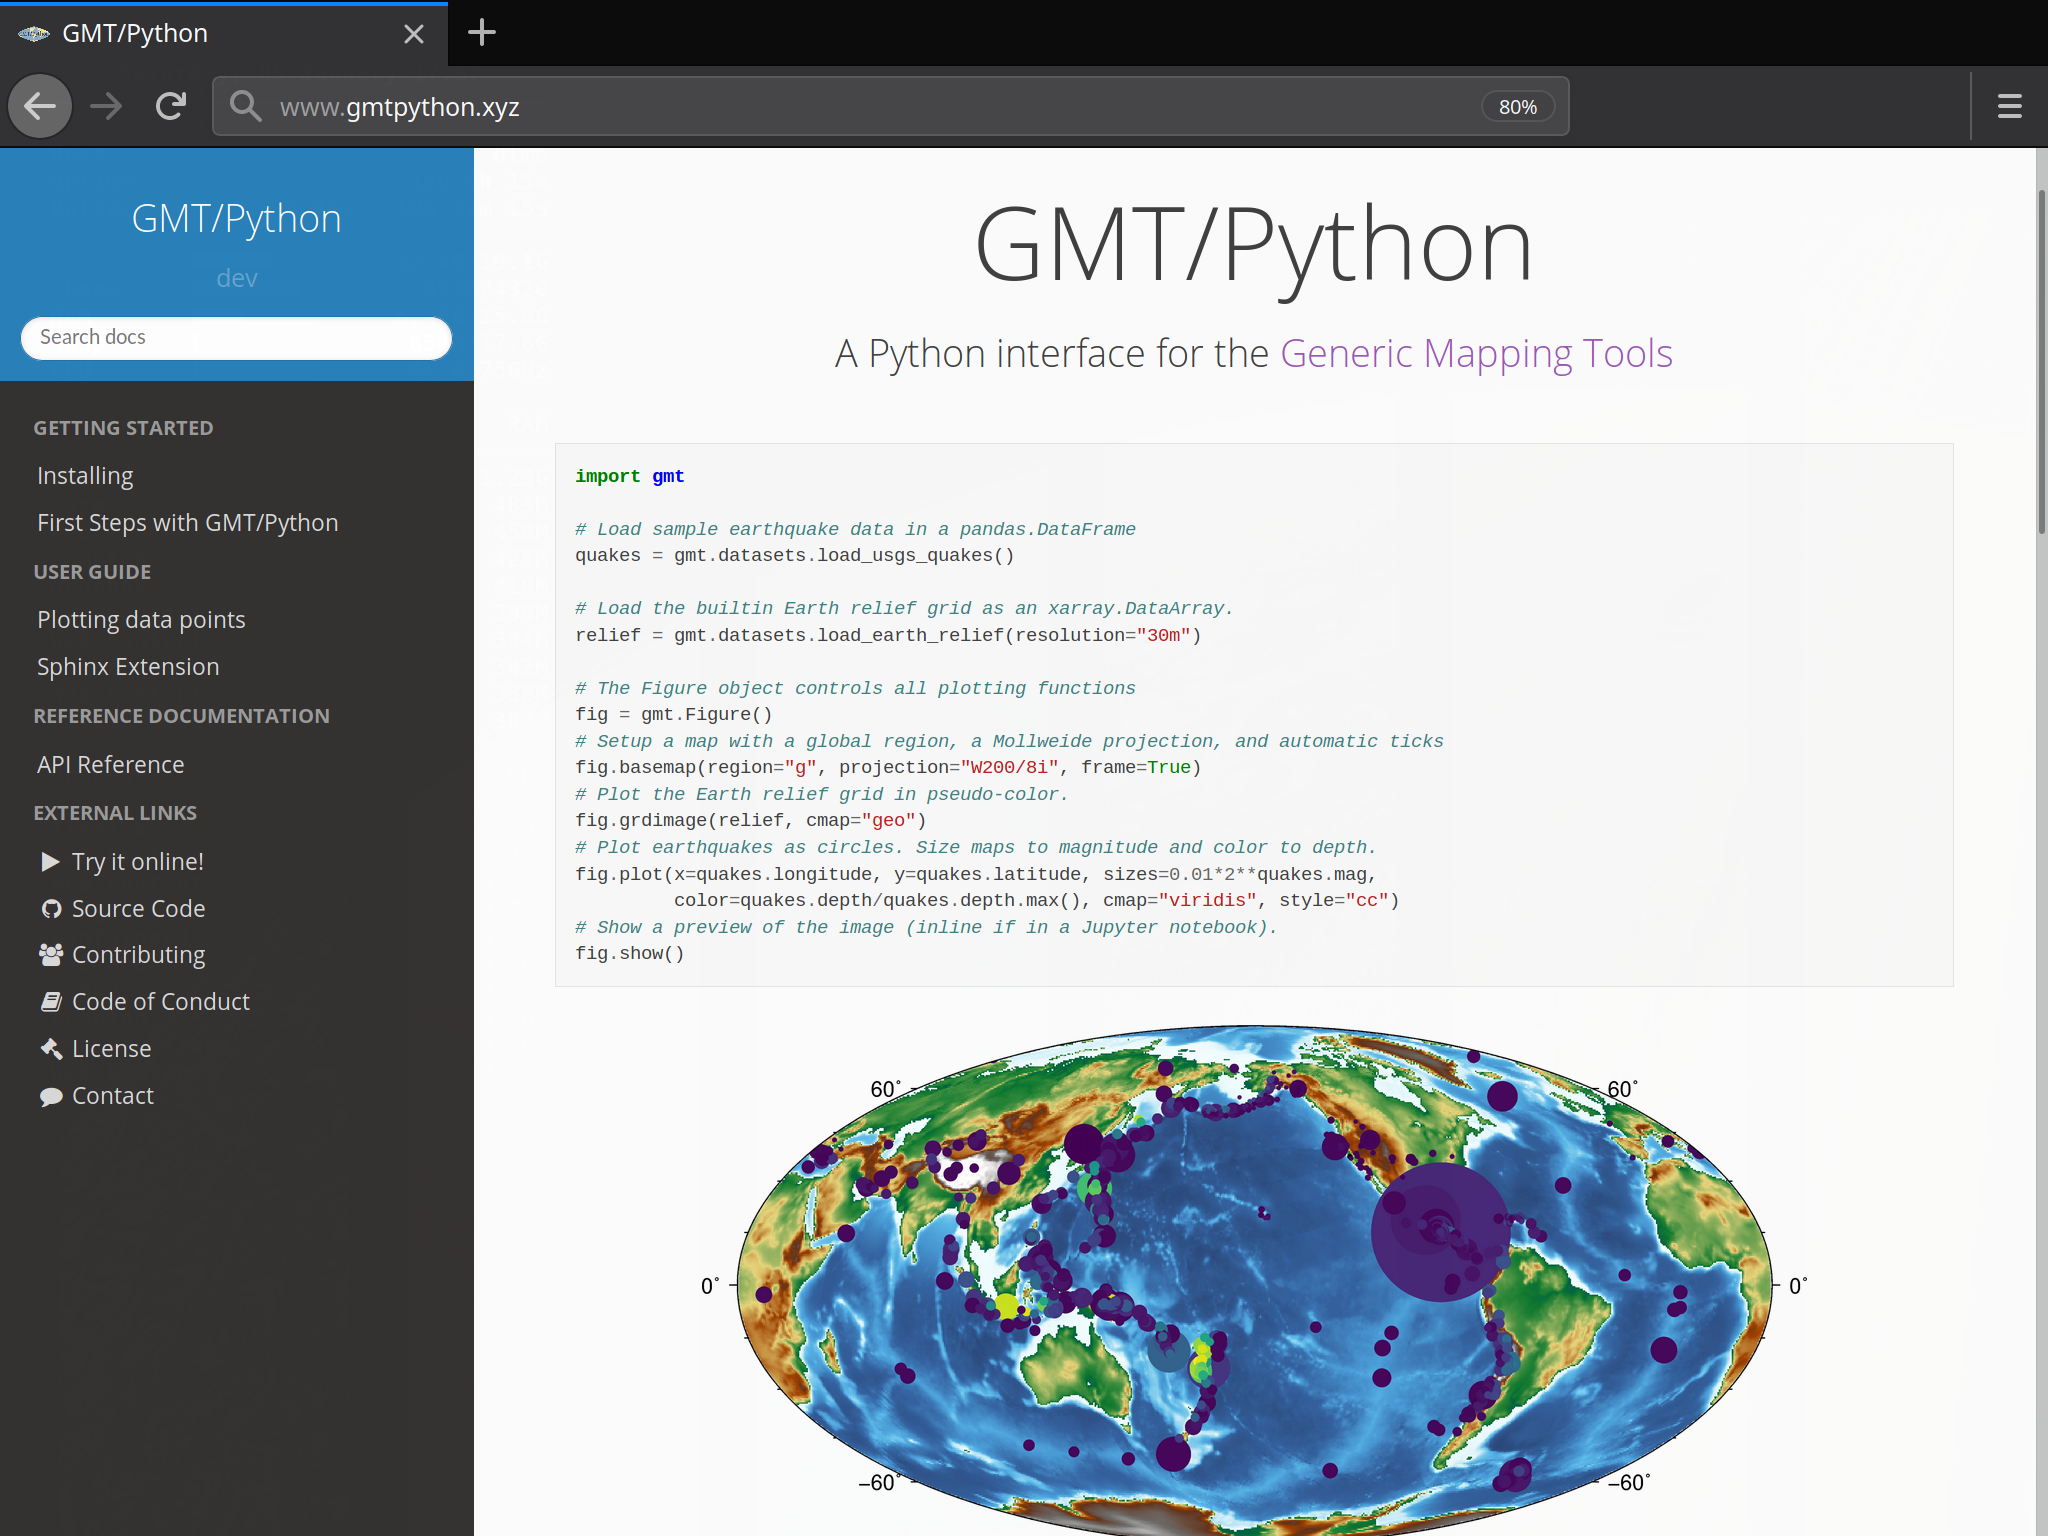 GMT/Python
www.gmtpython.xyz
80%
GMT/Python
dev
Search docs
GETTING STARTED
Installing
First Steps with GMT/Python
USER GUIDE
Plotting data points
Sphinx Extension
REFERENCE DOCUMENTATION
API Reference
EXTERNAL LINKS
Try it online!
Source Code
Contributing
Code of Conduct
License
Contact
GMT/Python
A Python interface for the Generic Mapping Tools
import gmt
# Load sample earthquake data in a pandas.DataFrame
quakes = gmt.datasets.load_usgs_quakes()
# Load the builtin Earth relief grid as an xarray.DataArray.
relief = gmt.datasets.load_earth_relief(resolution="30m")
# The Figure object controls all plotting functions
fig = gmt.Figure()
# Setup a map with a global region, a Mollweide projection, and automatic ticks
fig.basemap(region="g", projection="W200/8i", frame=True)
# Plot the Earth relief grid in pseudo-color.
fig.grdimage(relief, cmap="geo")
# Plot earthquakes as circles. Size maps to magnitude and color to depth.
fig.plot(x=quakes.longitude, y=quakes.latitude, sizes=0.01*2**quakes.mag,
color=quakes.depth/quakes.depth.max(), cmap="viridis", style="cc")
# Show a preview of the image (inline if in a Jupyter notebook).
fig.show()
60° 60°
0° 0°
−60° −60°